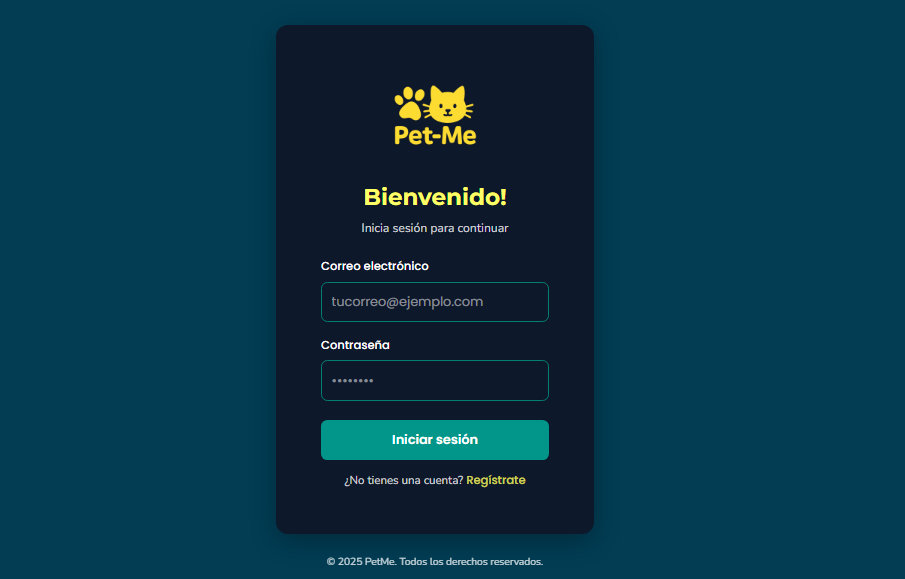 Pet-Me
Bienvenido!
Inicia sesión para continuar
Correo electrónico
tucorreo@ejemplo.com
Contraseña
••••••••
Iniciar sesión
¿No tienes una cuenta? Regístrate
© 2025 PetMe. Todos los derechos reservados.